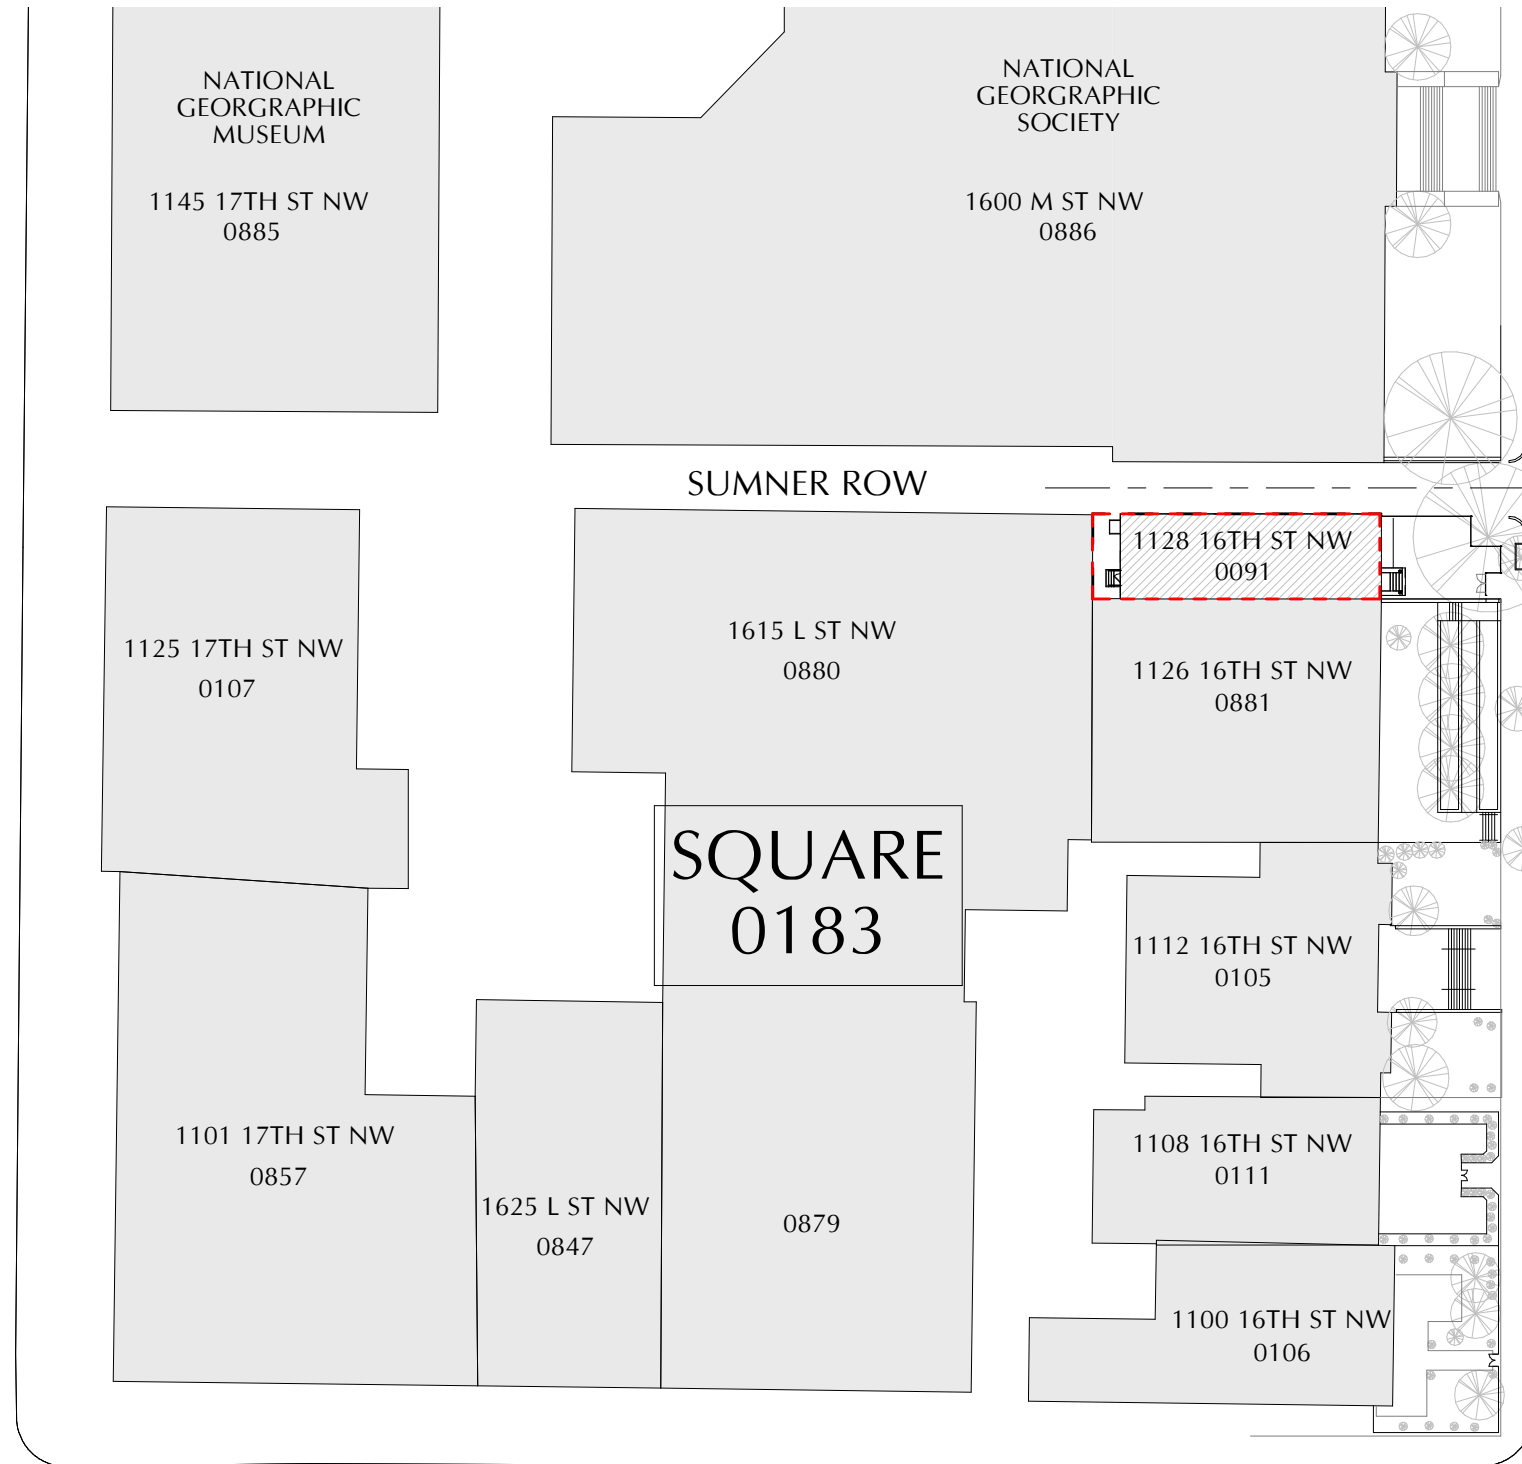 NATIONAL
GEORGRAPHIC
MUSEUM
1145 17TH ST NW
0885
NATIONAL
GEORGRAPHIC
SOCIETY
1600 M ST NW
0886
SUMNER ROW
1128 16TH ST NW
0091
1125 17TH ST NW
0107
1615 L ST NW
0880
1126 16TH ST NW
0881
SQUARE
0183
1112 16TH ST NW
0105
1101 17TH ST NW
0857
1625 L ST NW
0847
0879
1108 16TH ST NW
0111
1100 16TH ST NW
0106